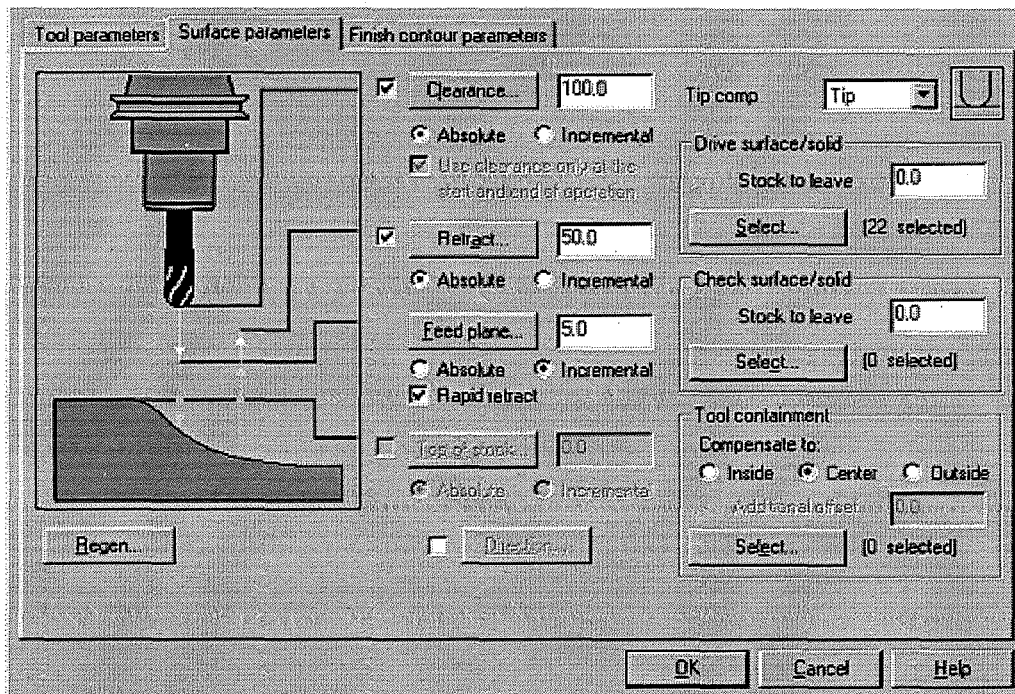 Tool parameters
Surface parameters
Finish contour parameters
Clearance...
100.0
Absolute
Incremental
Use clearance only at the
start and end of operation
Retract...
50.0
Absolute
Incremental
Feed plane...
5.0
Absolute
Incremental
Rapid retract
Top of stock...
0.0
Absolute
Incremental
Regen...
Direction...
Tip comp
Tip
Drive surface/solid
Stock to leave
0.0
Select...
(22 selected)
Check surface/solid
Stock to leave
0.0
Select...
(0 selected)
Tool containment
Compensate to:
Inside
Center
Outside
Additional offset
0.0
Select...
(0 selected)
OK
Cancel
Help